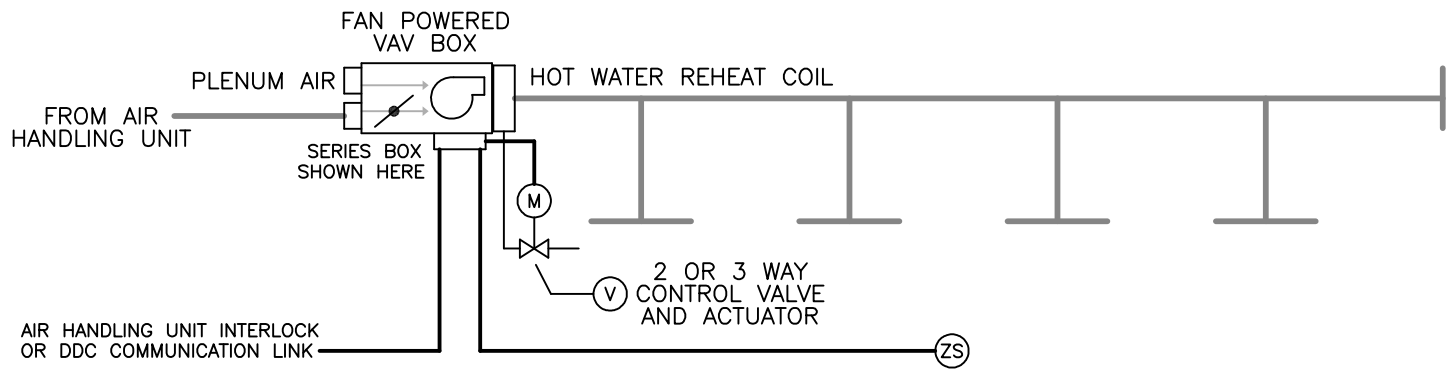 FAN POWERED
VAV BOX
PLENUM AIR
HOT WATER REHEAT COIL
FROM AIR
HANDLING UNIT
SERIES BOX
SHOWN HERE
M
2 OR 3 WAY
V
CONTROL VALVE
AND ACTUATOR
AIR HANDLING UNIT INTERLOCK
OR DDC COMMUNICATION LINK
ZS